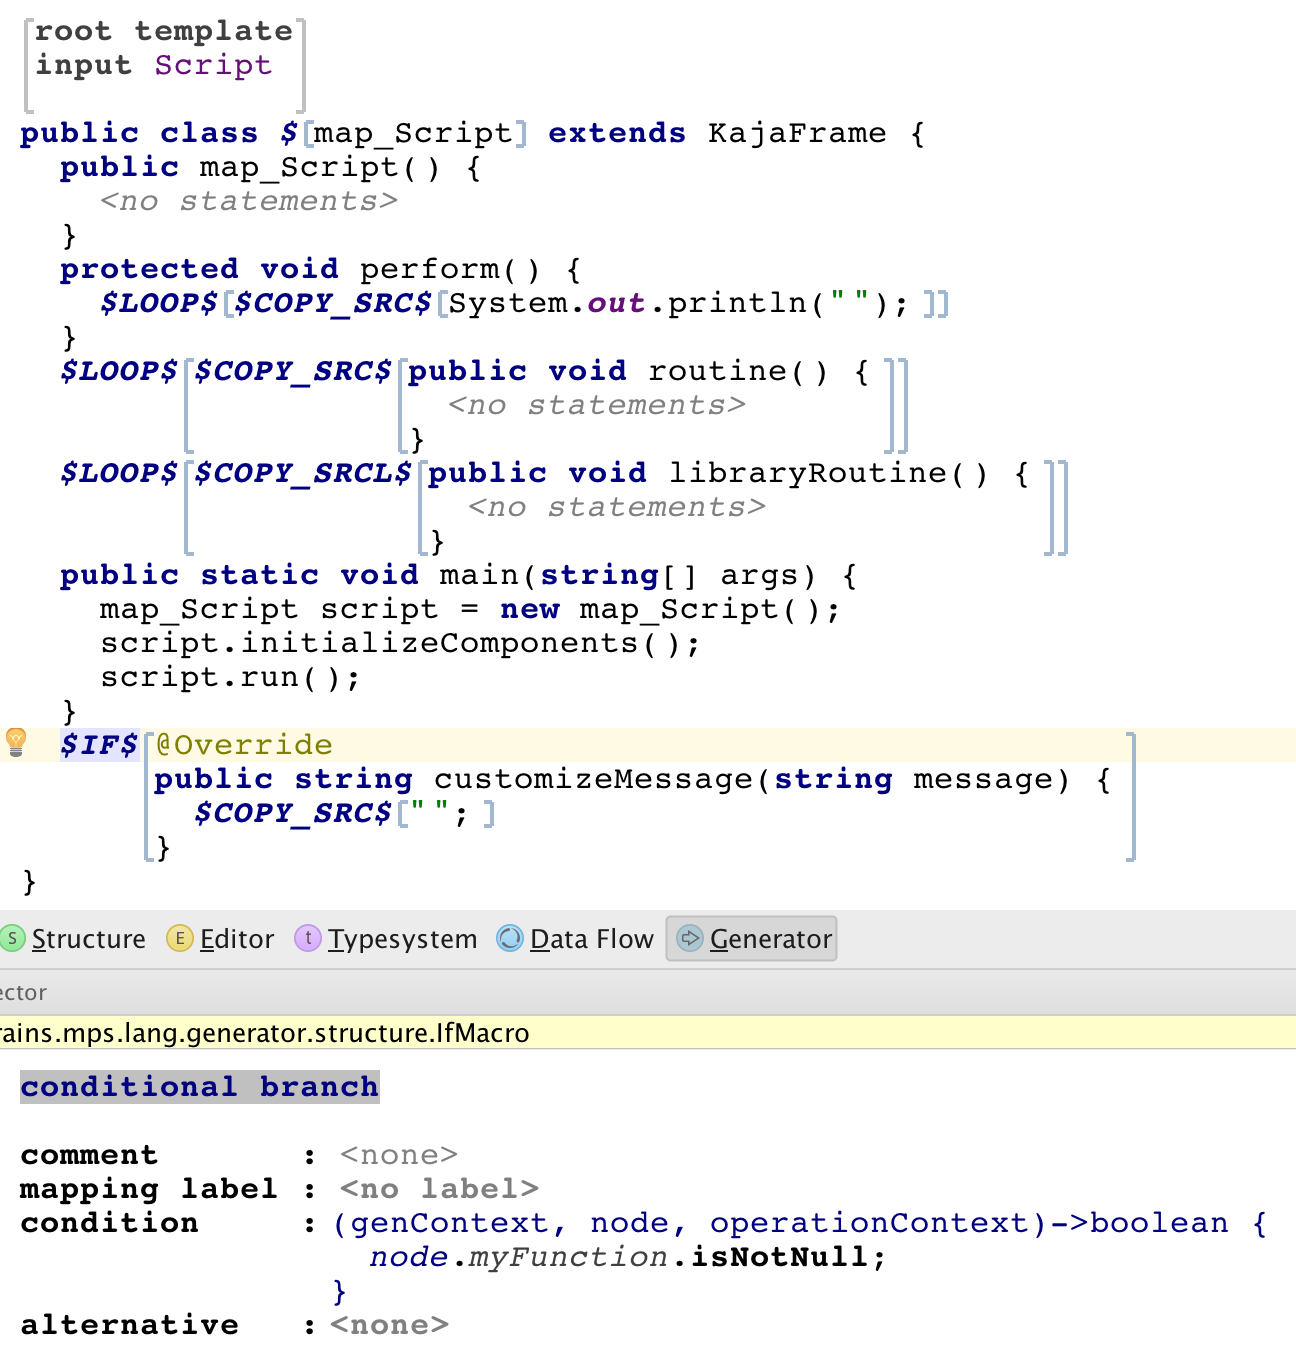 root template
input Script
public class $[map_Script] extends KajaFrame {
public map_Script() {
<no statements>
}
protected void perform() {
$LOOP$[$COPY_SRC$[System.out.println(" "); ]]
}
$LOOP$[$COPY_SRC$[public void routine() { ]]
<no statements>
}
$LOOP$[$COPY_SRCL$[public void libraryRoutine() { ]]
<no statements>
}
public static void main(string[] args) {
map_Script script = new map_Script();
script.initializeComponents();
script.run();
}
$IF$[@Override ]
public string customizeMessage(string message) {
$COPY_SRC$[" "; ]
}
}
S Structure E Editor t Typesystem Data Flow Generator
ector
rains.mps.lang.generator.structure.IfMacro
conditional branch
comment : <none>
mapping label : <no label>
condition : (genContext, node, operationContext)->boolean {
node.myFunction.isNotNull;
}
alternative : <none>